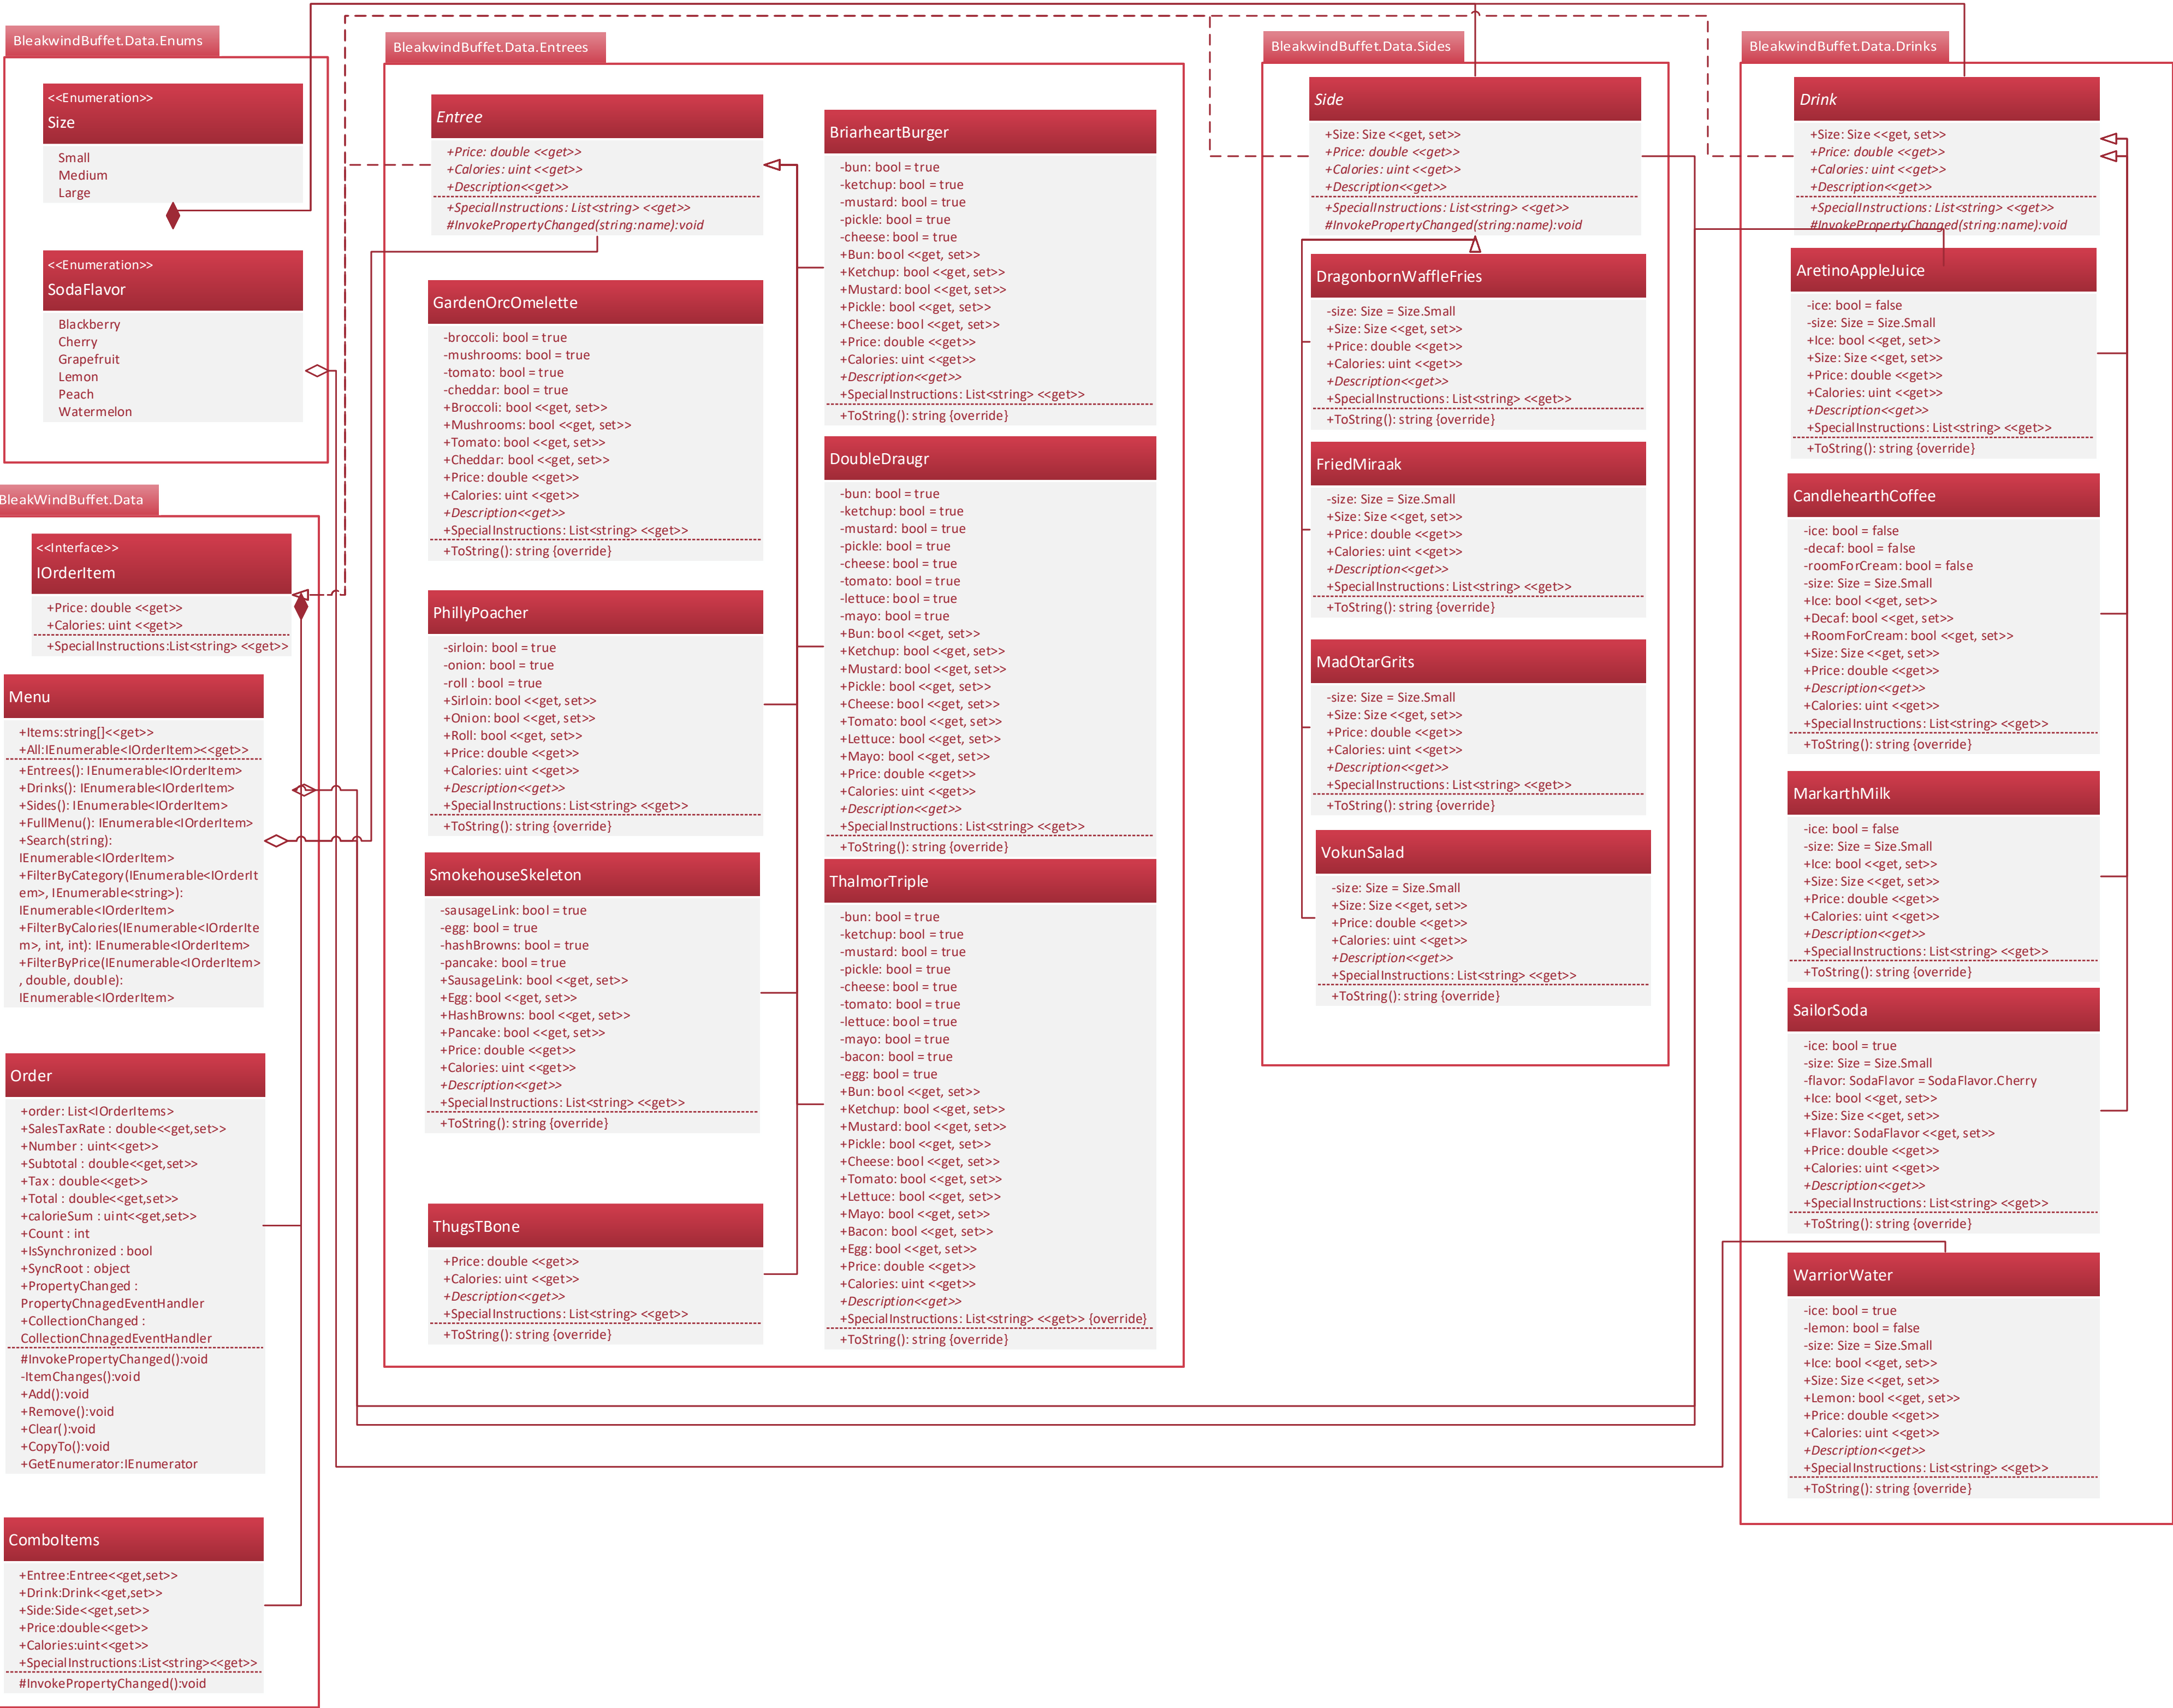 BleakwindBuffet.Data.Enums
<<Enumeration>>
Size
Small
Medium
Large
<<Enumeration>>
SodaFlavor
Blackberry
Cherry
Grapefruit
Lemon
Peach
Watermelon
BleakWindBuffet.Data
<<Interface>>
IOrderItem
+Price: double <<get>>
+Calories: uint <<get>>
+SpecialInstructions:List<string> <<get>>
Menu
+Items:string[]<<get>>
+All:IEnumerable<IOrderItem><<get>>
+Entrees(): IEnumerable<IOrderItem>
+Drinks(): IEnumerable<IOrderItem>
+Sides(): IEnumerable<IOrderItem>
+FullMenu(): IEnumerable<IOrderItem>
+Search(string):
IEnumerable<IOrderItem>
+FilterByCategory(IEnumerable<IOrderIt
em>, IEnumerable<string>):
IEnumerable<IOrderItem>
+FilterByCalories(IEnumerable<IOrderIte
m>, int, int): IEnumerable<IOrderItem>
+FilterByPrice(IEnumerable<IOrderItem>
, double, double):
IEnumerable<IOrderItem>
Order
+order: List<IOrderItems>
+SalesTaxRate : double<<get,set>>
+Number : uint<<get>>
+Subtotal : double<<get,set>>
+Tax : double<<get>>
+Total : double<<get,set>>
+calorieSum : uint<<get,set>>
+Count : int
+IsSynchronized : bool
+SyncRoot : object
+PropertyChanged :
PropertyChnagedEventHandler
+CollectionChanged :
CollectionChnagedEventHandler
#InvokePropertyChanged():void
-ItemChanges():void
+Add():void
+Remove():void
+Clear():void
+CopyTo():void
+GetEnumerator:IEnumerator
ComboItems
+Entree:Entree<<get,set>>
+Drink:Drink<<get,set>>
+Side:Side<<get,set>>
+Price:double<<get>>
+Calories:uint<<get>>
+SpecialInstructions:List<string><<get>>
#InvokePropertyChanged():void
BleakwindBuffet.Data.Entrees
Entree
+Price: double <<get>>
+Calories: uint <<get>>
+Description<<get>>
+SpecialInstructions: List<string> <<get>>
#InvokePropertyChanged(string:name):void
GardenOrcOmelette
-broccoli: bool = true
-mushrooms: bool = true
-tomato: bool = true
-cheddar: bool = true
+Broccoli: bool <<get, set>>
+Mushrooms: bool <<get, set>>
+Tomato: bool <<get, set>>
+Cheddar: bool <<get, set>>
+Price: double <<get>>
+Calories: uint <<get>>
+Description<<get>>
+SpecialInstructions: List<string> <<get>>
+ToString(): string {override}
PhillyPoacher
-sirloin: bool = true
-onion: bool = true
-roll : bool = true
+Sirloin: bool <<get, set>>
+Onion: bool <<get, set>>
+Roll: bool <<get, set>>
+Price: double <<get>>
+Calories: uint <<get>>
+Description<<get>>
+SpecialInstructions: List<string> <<get>>
+ToString(): string {override}
SmokehouseSkeleton
-sausageLink: bool = true
-egg: bool = true
-hashBrowns: bool = true
-pancake: bool = true
+SausageLink: bool <<get, set>>
+Egg: bool <<get, set>>
+HashBrowns: bool <<get, set>>
+Pancake: bool <<get, set>>
+Price: double <<get>>
+Calories: uint <<get>>
+Description<<get>>
+SpecialInstructions: List<string> <<get>>
+ToString(): string {override}
ThugsTBone
+Price: double <<get>>
+Calories: uint <<get>>
+Description<<get>>
+SpecialInstructions: List<string> <<get>>
+ToString(): string {override}
BriarheartBurger
-bun: bool = true
-ketchup: bool = true
-mustard: bool = true
-pickle: bool = true
-cheese: bool = true
+Bun: bool <<get, set>>
+Ketchup: bool <<get, set>>
+Mustard: bool <<get, set>>
+Pickle: bool <<get, set>>
+Cheese: bool <<get, set>>
+Price: double <<get>>
+Calories: uint <<get>>
+Description<<get>>
+SpecialInstructions: List<string> <<get>>
+ToString(): string {override}
DoubleDraugr
-bun: bool = true
-ketchup: bool = true
-mustard: bool = true
-pickle: bool = true
-cheese: bool = true
-tomato: bool = true
-lettuce: bool = true
-mayo: bool = true
+Bun: bool <<get, set>>
+Ketchup: bool <<get, set>>
+Mustard: bool <<get, set>>
+Pickle: bool <<get, set>>
+Cheese: bool <<get, set>>
+Tomato: bool <<get, set>>
+Lettuce: bool <<get, set>>
+Mayo: bool <<get, set>>
+Price: double <<get>>
+Calories: uint <<get>>
+Description<<get>>
+SpecialInstructions: List<string> <<get>>
+ToString(): string {override}
ThalmorTriple
-bun: bool = true
-ketchup: bool = true
-mustard: bool = true
-pickle: bool = true
-cheese: bool = true
-tomato: bool = true
-lettuce: bool = true
-mayo: bool = true
-bacon: bool = true
-egg: bool = true
+Bun: bool <<get, set>>
+Ketchup: bool <<get, set>>
+Mustard: bool <<get, set>>
+Pickle: bool <<get, set>>
+Cheese: bool <<get, set>>
+Tomato: bool <<get, set>>
+Lettuce: bool <<get, set>>
+Mayo: bool <<get, set>>
+Bacon: bool <<get, set>>
+Egg: bool <<get, set>>
+Price: double <<get>>
+Calories: uint <<get>>
+Description<<get>>
+SpecialInstructions: List<string> <<get>> {override}
+ToString(): string {override}
BleakwindBuffet.Data.Sides
Side
+Size: Size <<get, set>>
+Price: double <<get>>
+Calories: uint <<get>>
+Description<<get>>
+SpecialInstructions: List<string> <<get>>
#InvokePropertyChanged(string:name):void
DragonbornWaffleFries
-size: Size = Size.Small
+Size: Size <<get, set>>
+Price: double <<get>>
+Calories: uint <<get>>
+Description<<get>>
+SpecialInstructions: List<string> <<get>>
+ToString(): string {override}
FriedMiraak
-size: Size = Size.Small
+Size: Size <<get, set>>
+Price: double <<get>>
+Calories: uint <<get>>
+Description<<get>>
+SpecialInstructions: List<string> <<get>>
+ToString(): string {override}
MadOtarGrits
-size: Size = Size.Small
+Size: Size <<get, set>>
+Price: double <<get>>
+Calories: uint <<get>>
+Description<<get>>
+SpecialInstructions: List<string> <<get>>
+ToString(): string {override}
VokunSalad
-size: Size = Size.Small
+Size: Size <<get, set>>
+Price: double <<get>>
+Calories: uint <<get>>
+Description<<get>>
+SpecialInstructions: List<string> <<get>>
+ToString(): string {override}
BleakwindBuffet.Data.Drinks
Drink
+Size: Size <<get, set>>
+Price: double <<get>>
+Calories: uint <<get>>
+Description<<get>>
+SpecialInstructions: List<string> <<get>>
#InvokePropertyChanged(string:name):void
AretinoAppleJuice
-ice: bool = false
-size: Size = Size.Small
+Ice: bool <<get, set>>
+Size: Size <<get, set>>
+Price: double <<get>>
+Calories: uint <<get>>
+Description<<get>>
+SpecialInstructions: List<string> <<get>>
+ToString(): string {override}
CandlehearthCoffee
-ice: bool = false
-decaf: bool = false
-roomForCream: bool = false
-size: Size = Size.Small
+Ice: bool <<get, set>>
+Decaf: bool <<get, set>>
+RoomForCream: bool <<get, set>>
+Size: Size <<get, set>>
+Price: double <<get>>
+Description<<get>>
+Calories: uint <<get>>
+SpecialInstructions: List<string> <<get>>
+ToString(): string {override}
MarkarthMilk
-ice: bool = false
-size: Size = Size.Small
+Ice: bool <<get, set>>
+Size: Size <<get, set>>
+Price: double <<get>>
+Calories: uint <<get>>
+Description<<get>>
+SpecialInstructions: List<string> <<get>>
+ToString(): string {override}
SailorSoda
-ice: bool = true
-size: Size = Size.Small
-flavor: SodaFlavor = SodaFlavor.Cherry
+Ice: bool <<get, set>>
+Size: Size <<get, set>>
+Flavor: SodaFlavor <<get, set>>
+Price: double <<get>>
+Calories: uint <<get>>
+Description<<get>>
+SpecialInstructions: List<string> <<get>>
+ToString(): string {override}
WarriorWater
-ice: bool = true
-lemon: bool = false
-size: Size = Size.Small
+Ice: bool <<get, set>>
+Size: Size <<get, set>>
+Lemon: bool <<get, set>>
+Price: double <<get>>
+Calories: uint <<get>>
+Description<<get>>
+SpecialInstructions: List<string> <<get>>
+ToString(): string {override}